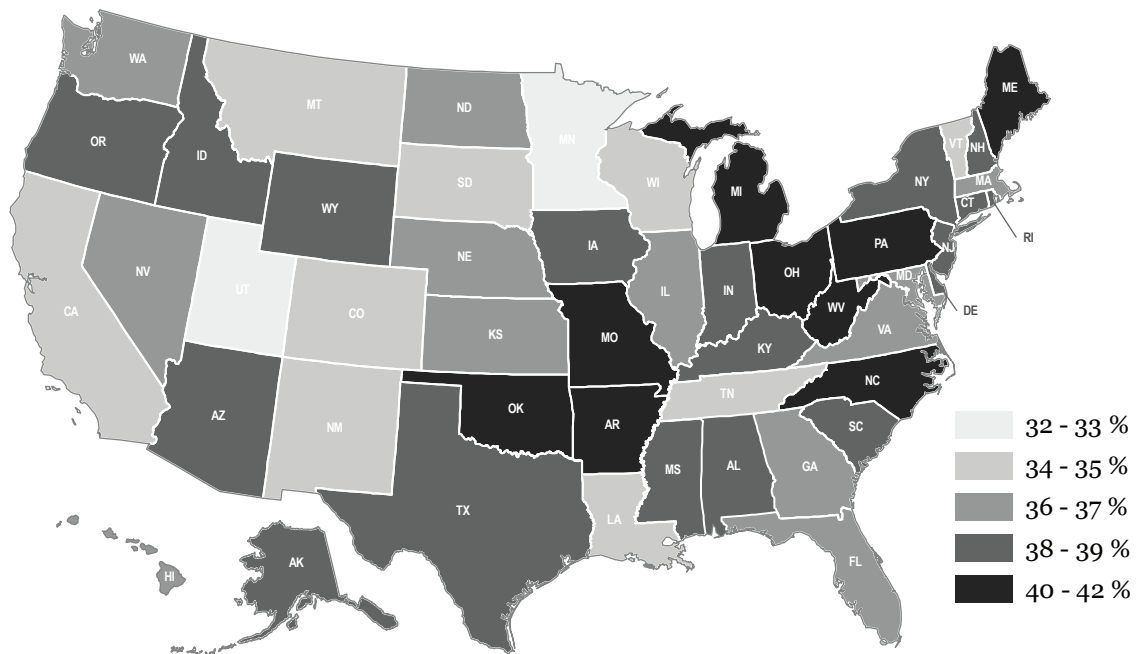 WA
MT
ND
MN
ME
OR
ID
SD
WI
VT
NH
WY
MI
NY
MA
CT
RI
NE
IA
PA
NJ
NV
UT
CO
IL
IN
OH
MD
DE
CA
KS
MO
WV
VA
KY
AZ
NM
OK
AR
TN
NC
SC
TX
LA
MS
AL
GA
FL
HI
AK
32 - 33 %
34 - 35 %
36 - 37 %
38 - 39 %
40 - 42 %